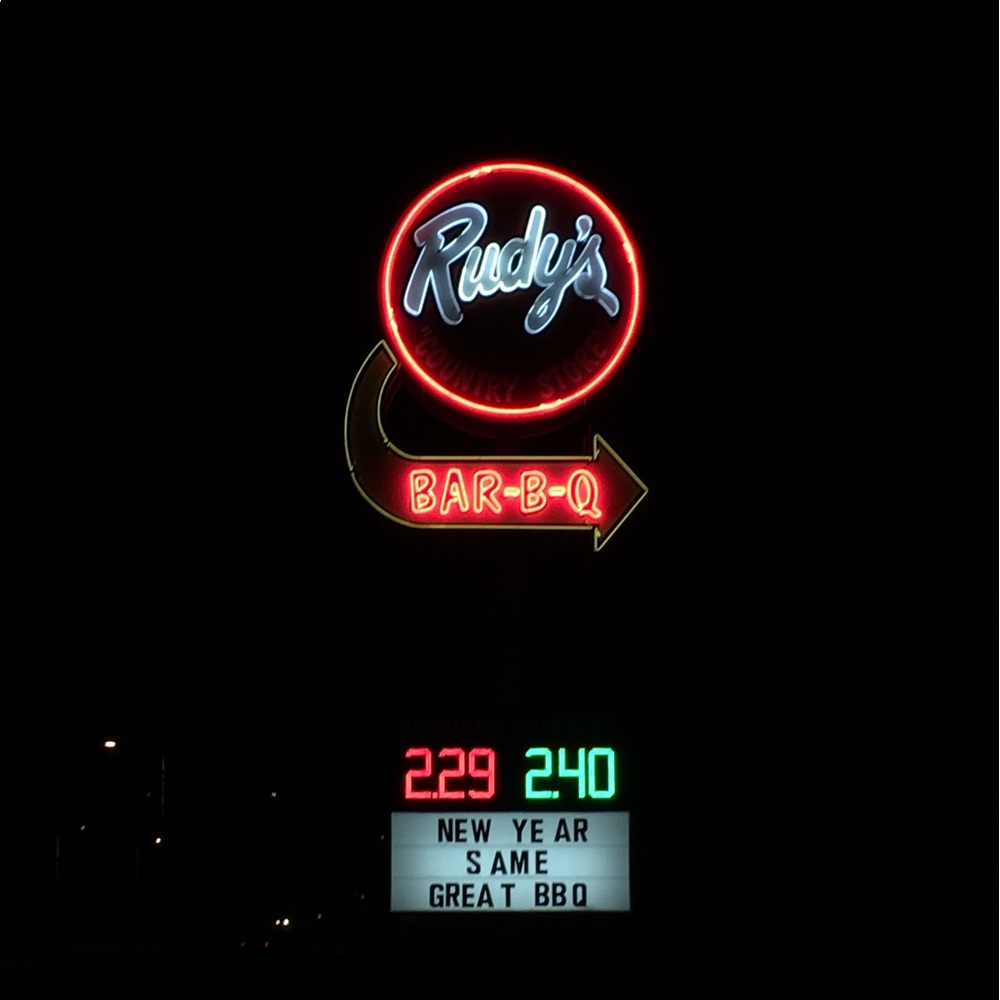 Rudy's
"COUNTRY STORE"
BAR-B-Q
2.29 2.40
NEW YEAR
SAME
GREAT BBQ